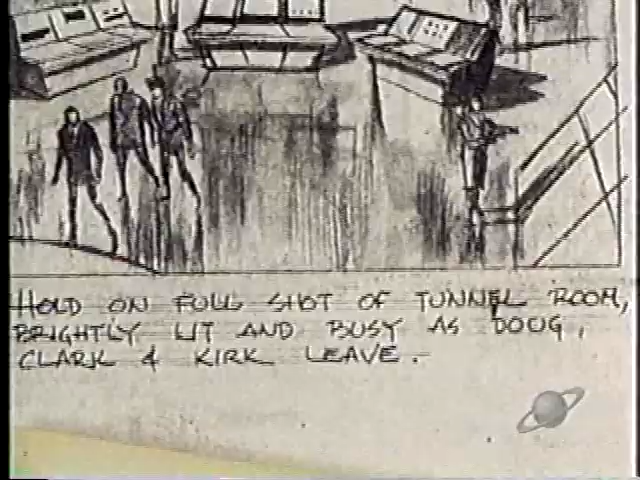 HOLD ON FULL SHOT OF TUNNEL ROOM,
BRIGHTLY LIT AND BUSY AS DOUG,
CLARK & KIRK LEAVE.